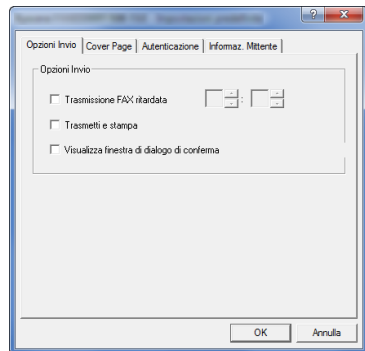 Opzioni Invio Cover Page Autenticazione Informaz. Mittente
Opzioni Invio
Trasmissione FAX ritardata :
Trasmetti e stampa
Visualizza finestra di dialogo di conferma
OK Annulla